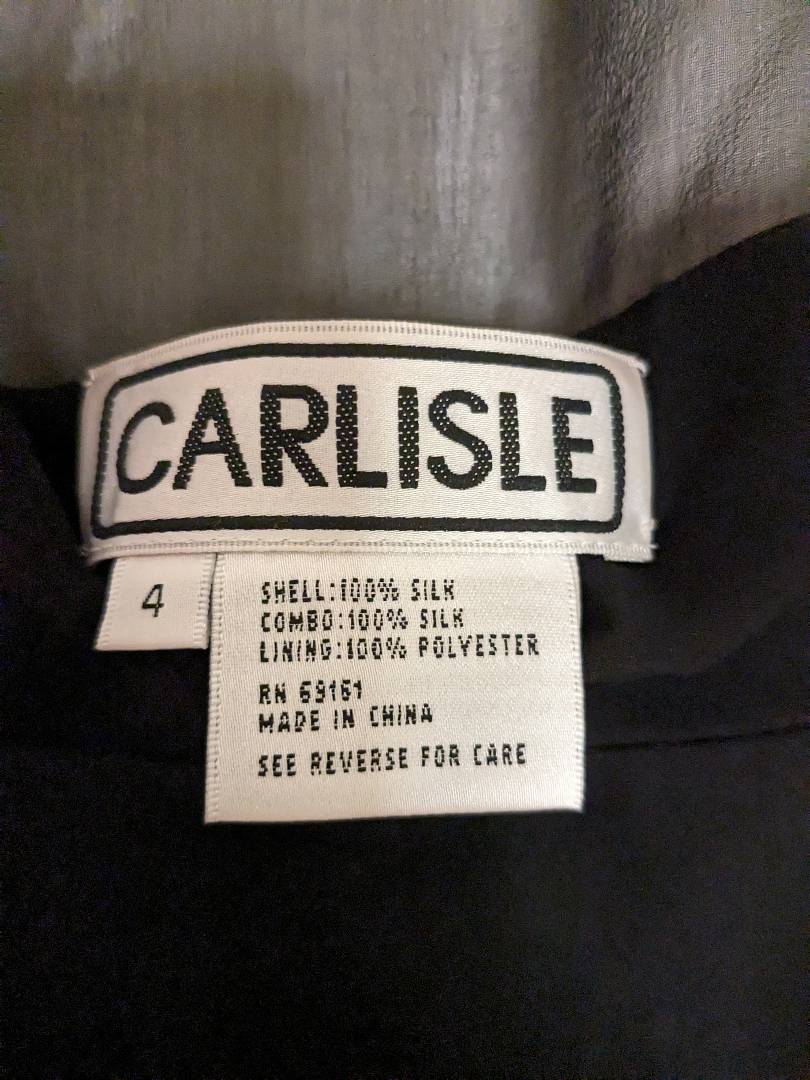 CARLISLE
4
SHELL:100% SILK
COMBO:100% SILK
LINING:100% POLYESTER
RN 69161
MADE IN CHINA
SEE REVERSE FOR CARE